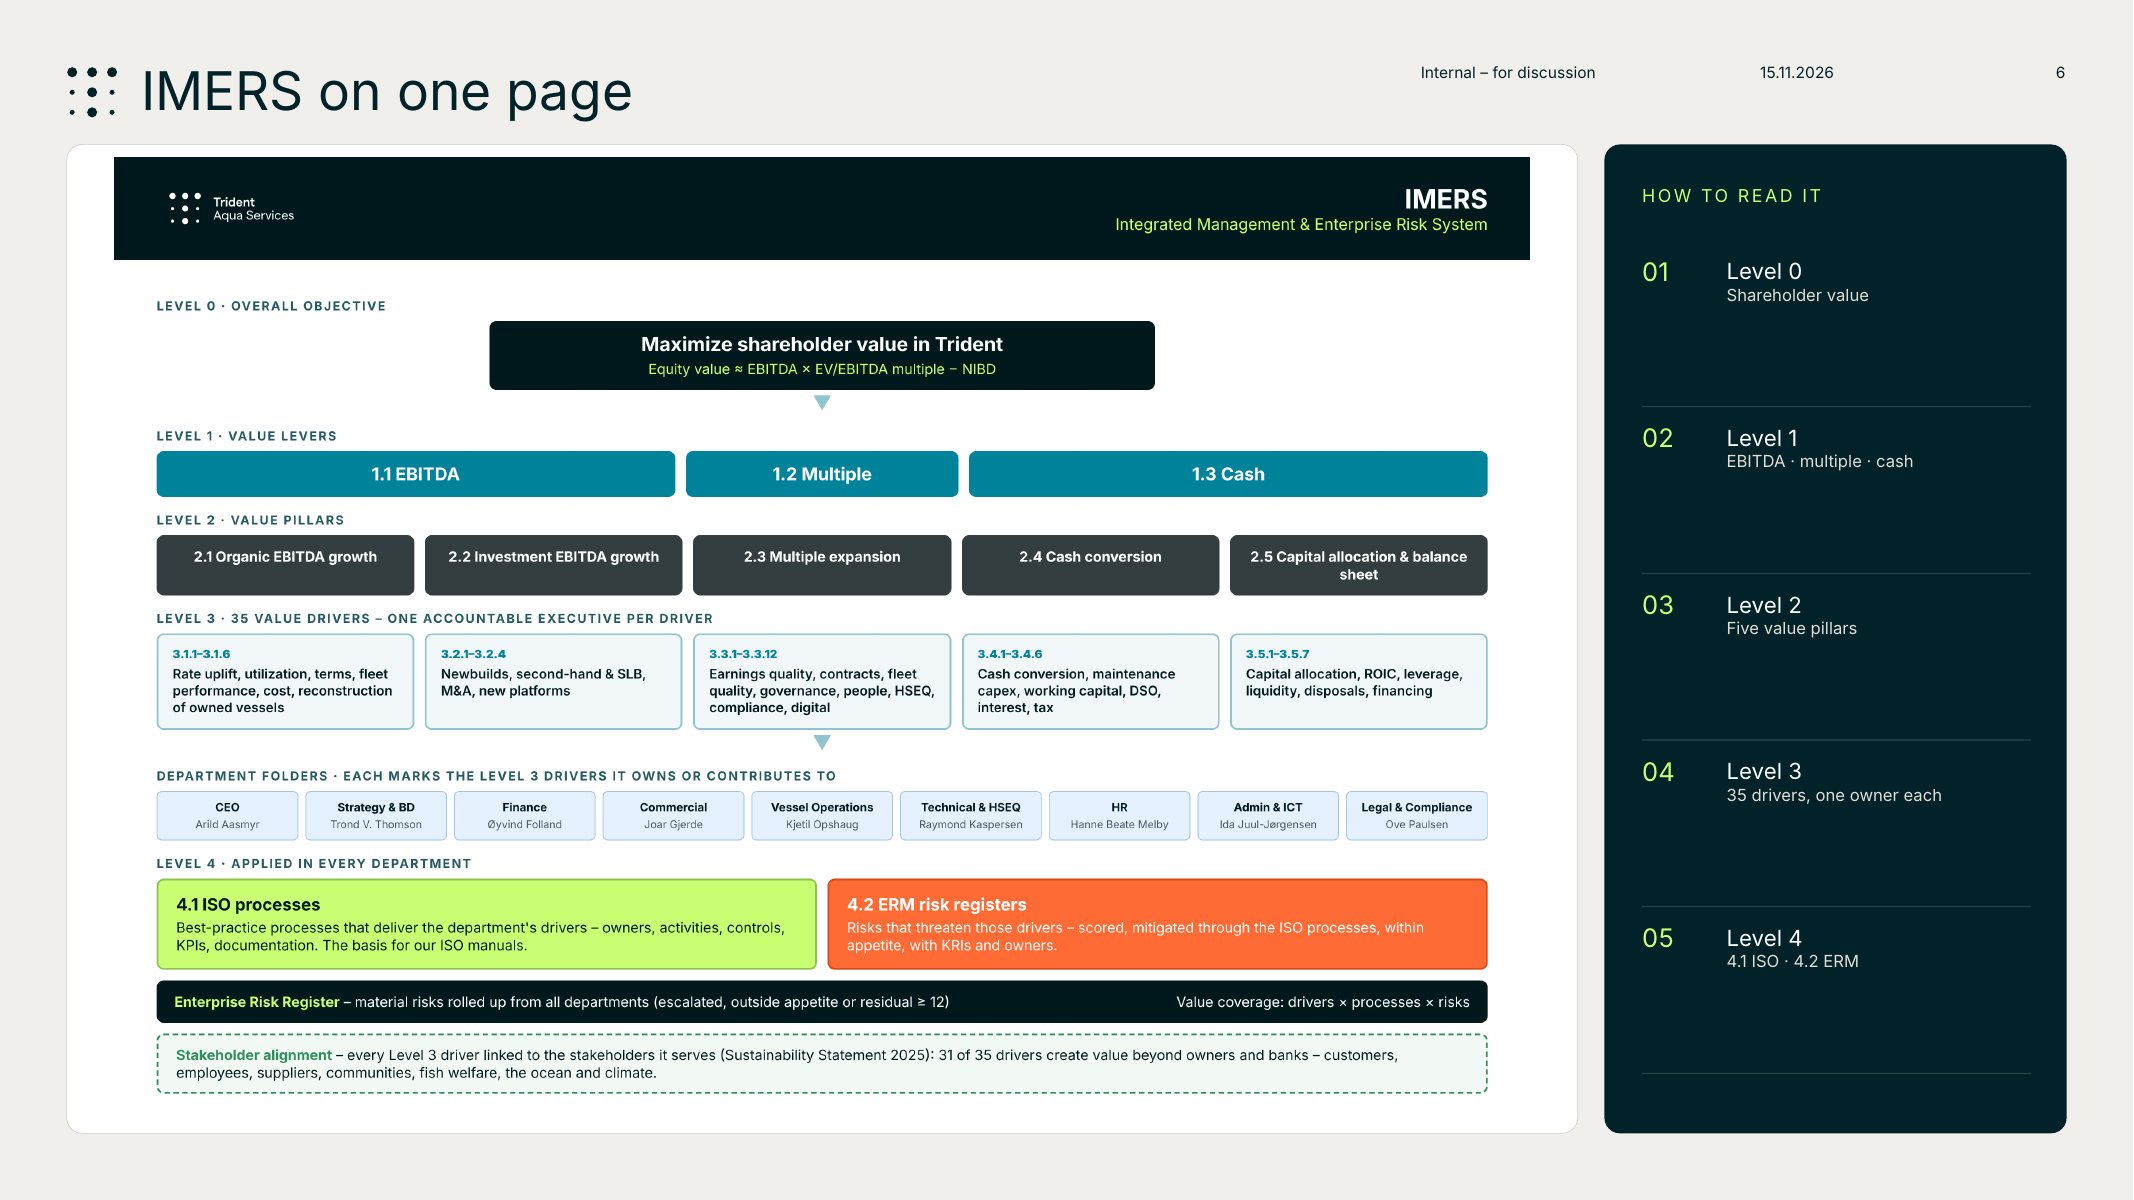 IMERS on one page
Internal – for discussion
15.11.2026
6
Trident
Aqua Services
IMERS
Integrated Management & Enterprise Risk System
LEVEL 0 · OVERALL OBJECTIVE
Maximize shareholder value in Trident
Equity value ≈ EBITDA × EV/EBITDA multiple − NIBD
LEVEL 1 · VALUE LEVERS
1.1 EBITDA
1.2 Multiple
1.3 Cash
LEVEL 2 · VALUE PILLARS
2.1 Organic EBITDA growth
2.2 Investment EBITDA growth
2.3 Multiple expansion
2.4 Cash conversion
2.5 Capital allocation & balance
sheet
LEVEL 3 · 35 VALUE DRIVERS – ONE ACCOUNTABLE EXECUTIVE PER DRIVER
3.1.1–3.1.6
Rate uplift, utilization, terms, fleet
performance, cost, reconstruction
of owned vessels
3.2.1–3.2.4
Newbuilds, second-hand & SLB,
M&A, new platforms
3.3.1–3.3.12
Earnings quality, contracts, fleet
quality, governance, people, HSEQ,
compliance, digital
3.4.1–3.4.6
Cash conversion, maintenance
capex, working capital, DSO,
interest, tax
3.5.1–3.5.7
Capital allocation, ROIC, leverage,
liquidity, disposals, financing
DEPARTMENT FOLDERS · EACH MARKS THE LEVEL 3 DRIVERS IT OWNS OR CONTRIBUTES TO
CEO
Arild Aasmyr
Strategy & BD
Trond V. Thomson
Finance
Øyvind Folland
Commercial
Joar Gjerde
Vessel Operations
Kjetil Opshaug
Technical & HSEQ
Raymond Kaspersen
HR
Hanne Beate Melby
Admin & ICT
Ida Juul-Jørgensen
Legal & Compliance
Ove Paulsen
LEVEL 4 · APPLIED IN EVERY DEPARTMENT
4.1 ISO processes
Best-practice processes that deliver the department's drivers – owners, activities, controls,
KPIs, documentation. The basis for our ISO manuals.
4.2 ERM risk registers
Risks that threaten those drivers – scored, mitigated through the ISO processes, within
appetite, with KRIs and owners.
Enterprise Risk Register – material risks rolled up from all departments (escalated, outside appetite or residual ≥ 12)
Value coverage: drivers × processes × risks
Stakeholder alignment – every Level 3 driver linked to the stakeholders it serves (Sustainability Statement 2025): 31 of 35 drivers create value beyond owners and banks – customers,
employees, suppliers, communities, fish welfare, the ocean and climate.
HOW TO READ IT
01
Level 0
Shareholder value
02
Level 1
EBITDA · multiple · cash
03
Level 2
Five value pillars
04
Level 3
35 drivers, one owner each
05
Level 4
4.1 ISO · 4.2 ERM